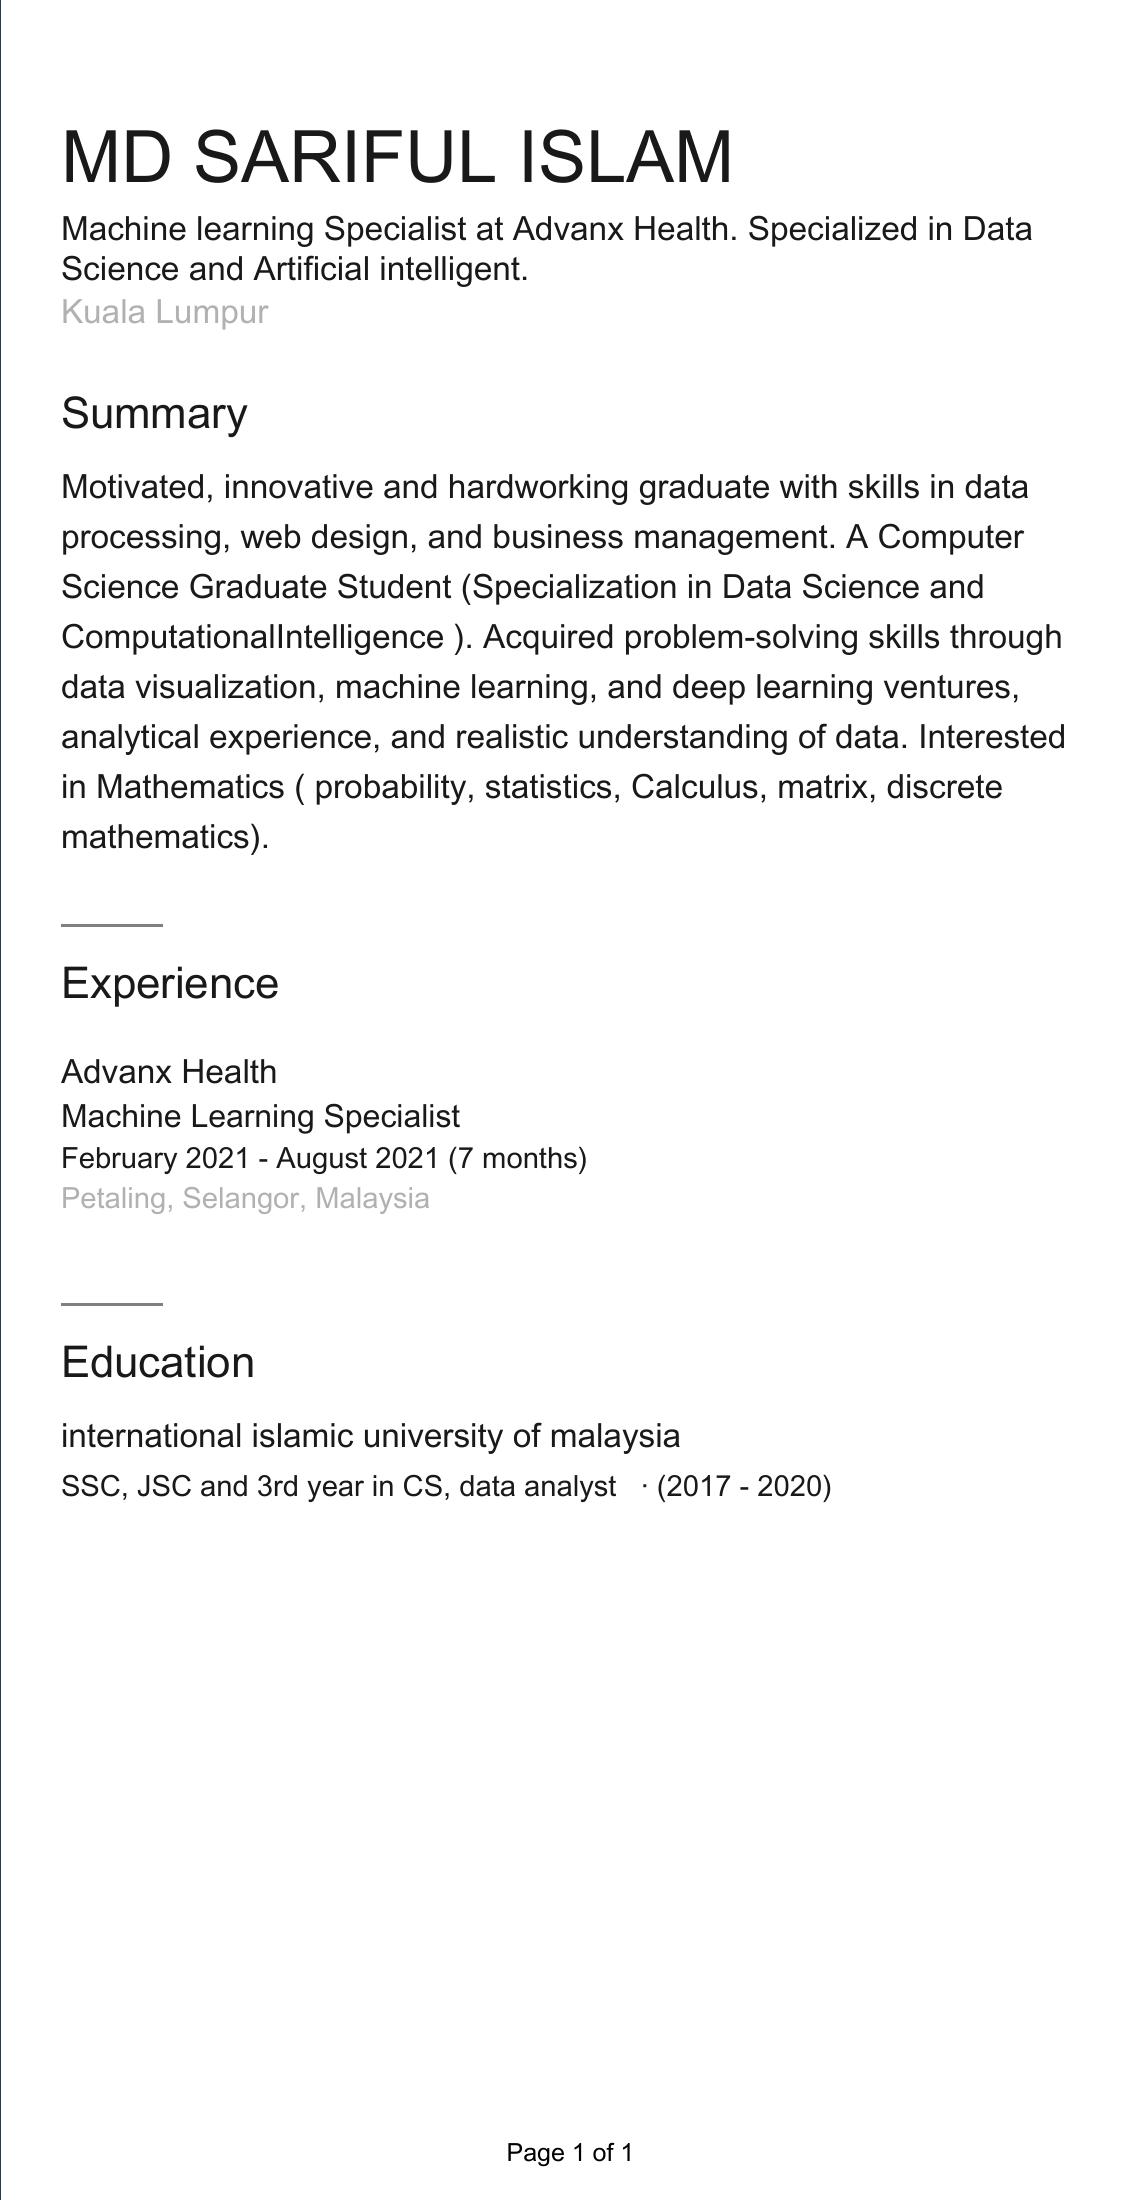 MD SARIFUL ISLAM
Machine learning Specialist at Advanx Health. Specialized in Data
Science and Artificial intelligent.
Kuala Lumpur
Summary
Motivated, innovative and hardworking graduate with skills in data
processing, web design, and business management. A Computer
Science Graduate Student (Specialization in Data Science and
ComputationalIntelligence ). Acquired problem-solving skills through
data visualization, machine learning, and deep learning ventures,
analytical experience, and realistic understanding of data. Interested
in Mathematics ( probability, statistics, Calculus, matrix, discrete
mathematics).
Experience
Advanx Health
Machine Learning Specialist
February 2021 - August 2021 (7 months)
Petaling, Selangor, Malaysia
Education
international islamic university of malaysia
SSC, JSC and 3rd year in CS, data analyst · (2017 - 2020)
Page 1 of 1